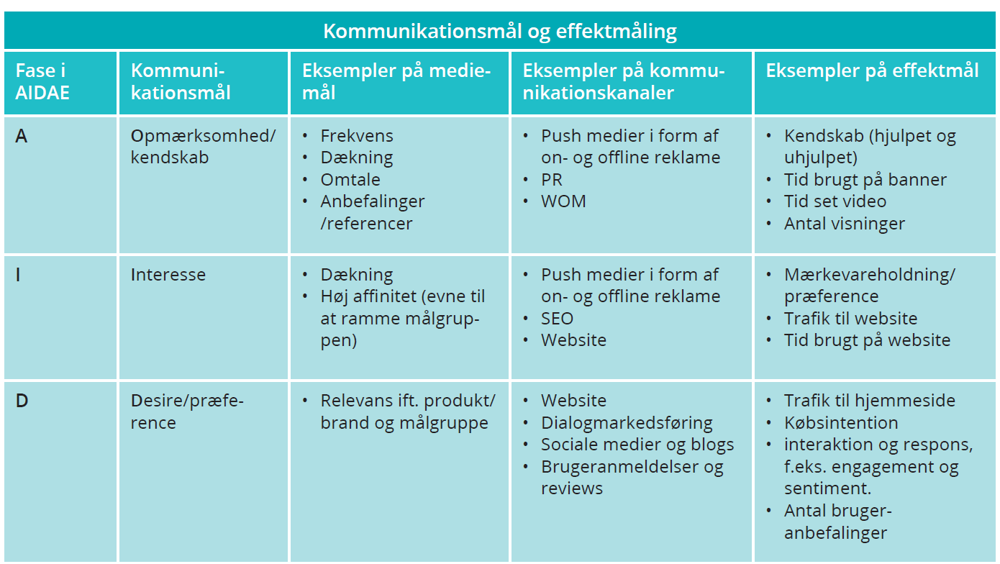 Kommunikationsmål og effektmåling
Fase i
AIDAE
Kommuni-
kationsmål
Eksempler på medie-
mål
Eksempler på kommu-
nikationskanaler
Eksempler på effektmål
A
Opmærksomhed/
kendskab
• Frekvens
• Dækning
• Omtale
• Anbefalinger
/referencer
• Push medier i form af
on- og offline reklame
• PR
• WOM
• Kendskab (hjulpet og
uhjulpet)
• Tid brugt på banner
• Tid set video
• Antal visninger
I
Interesse
• Dækning
• Høj affinitet (evne til
at ramme målgrup-
pen)
• Push medier i form af
on- og offline reklame
• SEO
• Website
• Mærkevareholdning/
præference
• Trafik til website
• Tid brugt på website
D
Desire/præfe-
rence
• Relevans ift. produkt/
brand og målgruppe
• Website
• Dialogmarkedsføring
• Sociale medier og blogs
• Brugeranmeldelser og
reviews
• Trafik til hjemmeside
• Købsintention
• interaktion og respons,
f.eks. engagement og
sentiment.
• Antal bruger-
anbefalinger